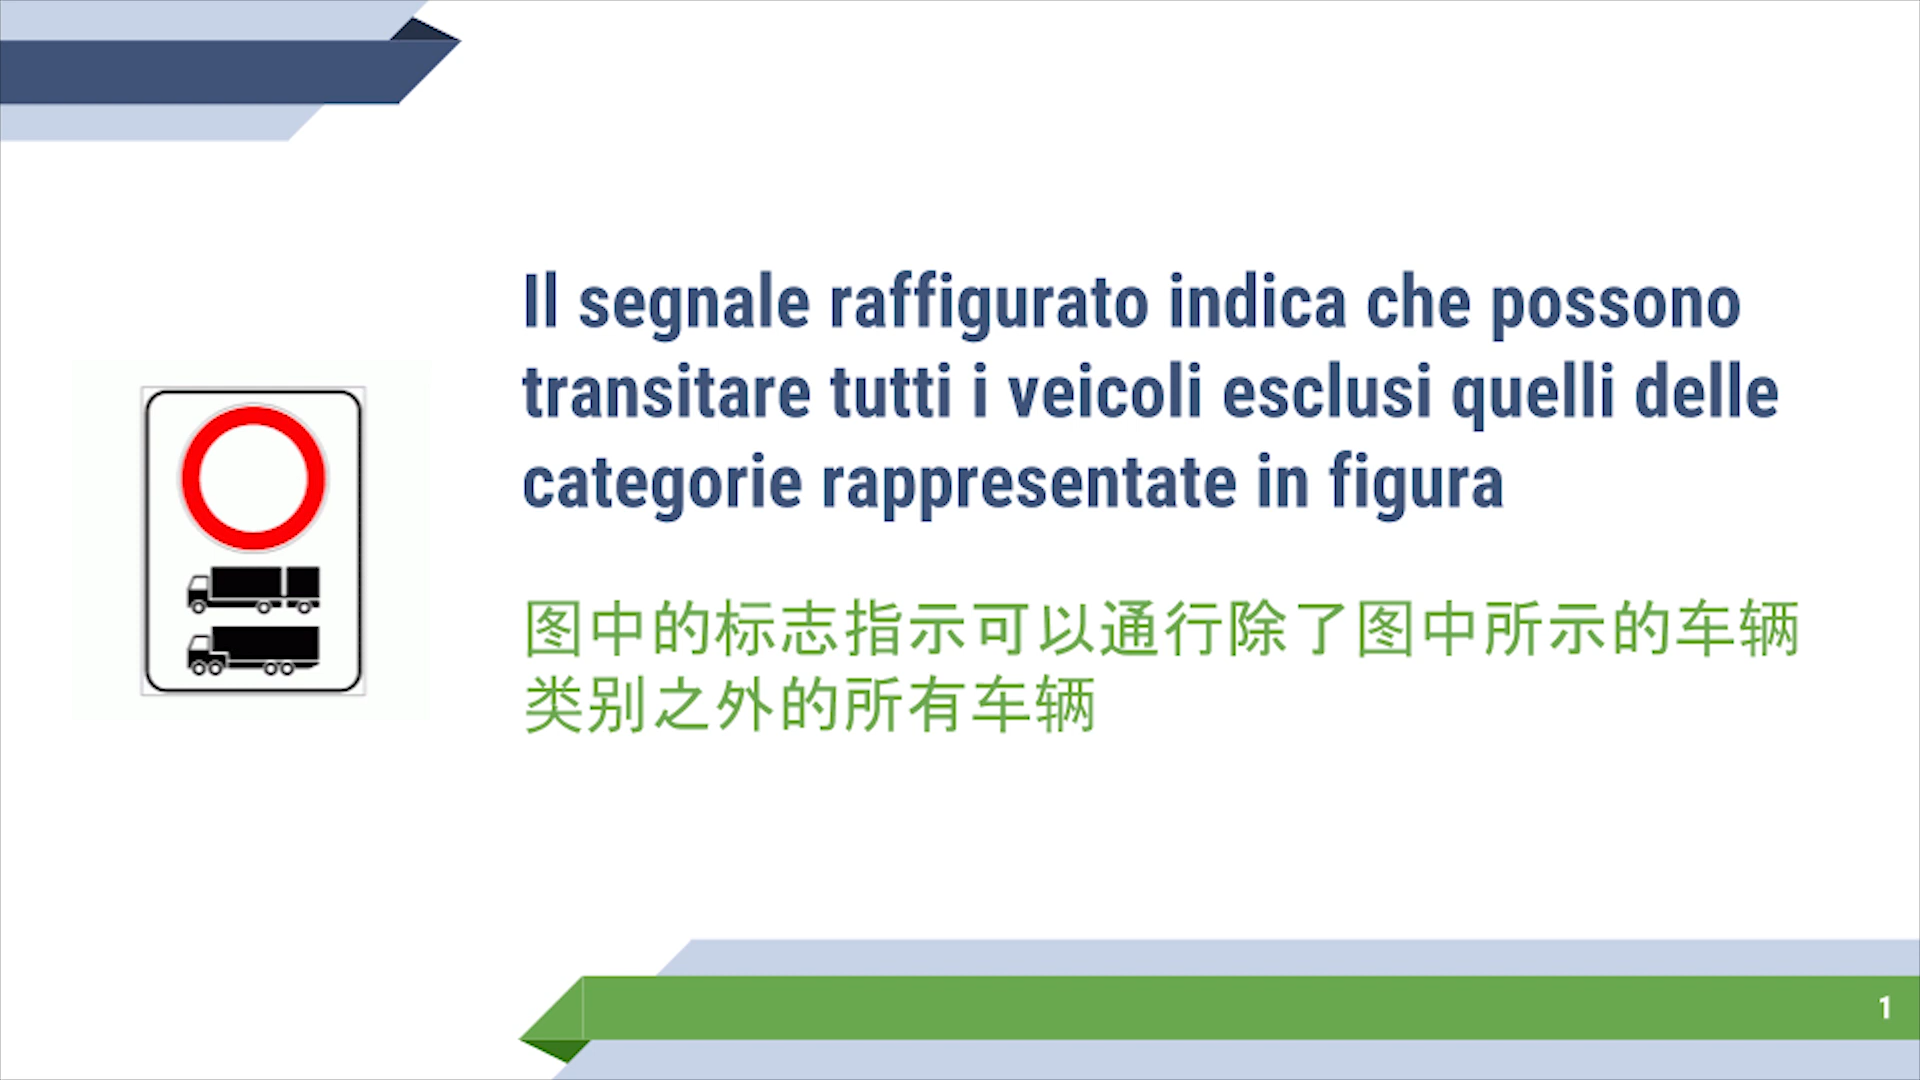 Il segnale raffigurato indica che possono
transitare tutti i veicoli esclusi quelli delle
categorie rappresentate in figura
图中的标志指示可以通行除了图中所示的车辆
类别之外的所有车辆
1